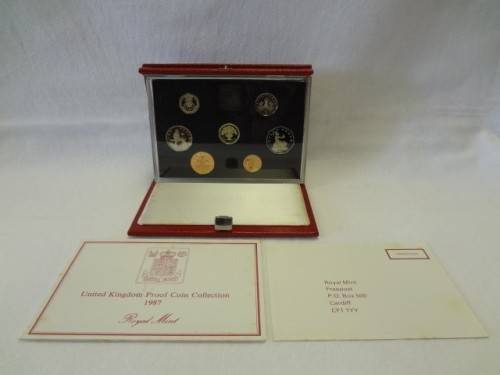 United Kingdom Proof Coin Collection
1987
Royal Mint
Royal Mint
Freepost
P.O. Box 500
Cardiff
CF1 1YY